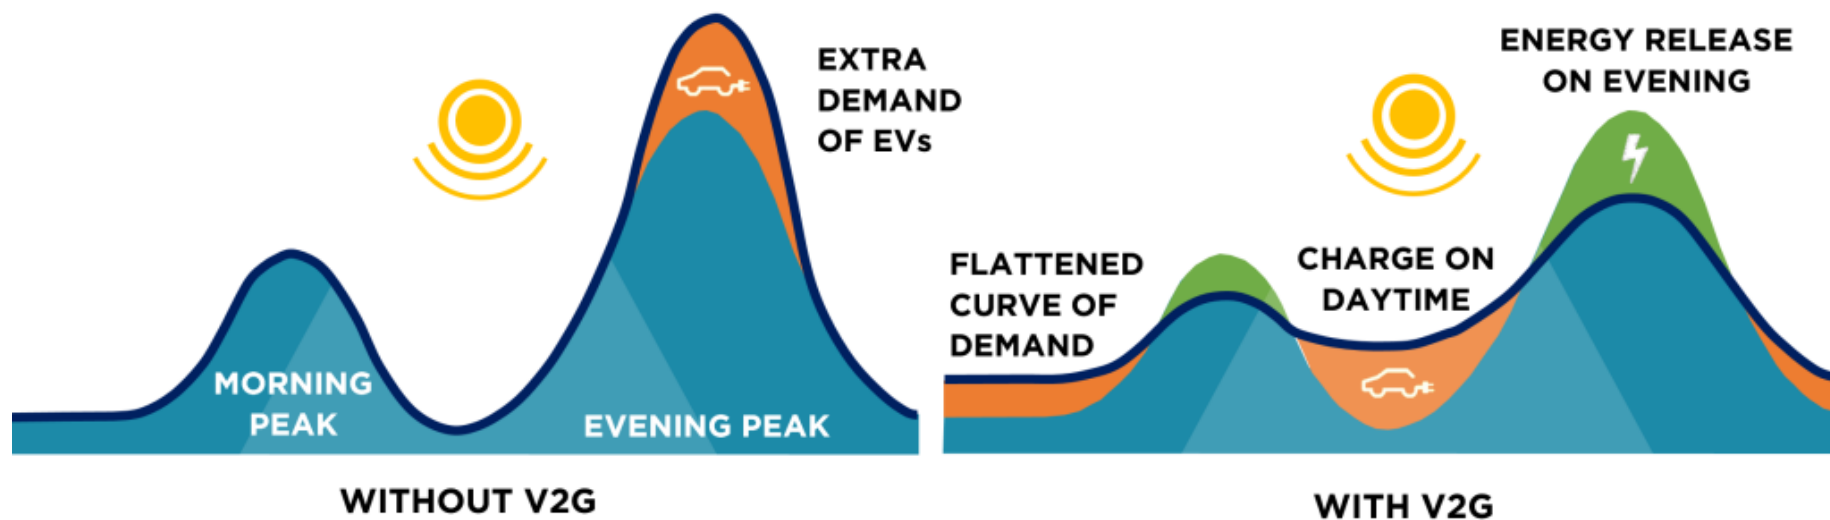 EXTRA
DEMAND
OF EVs
MORNING
PEAK
EVENING PEAK
WITHOUT V2G
ENERGY RELEASE
ON EVENING
FLATTENED
CURVE OF
DEMAND
CHARGE ON
DAYTIME
WITH V2G